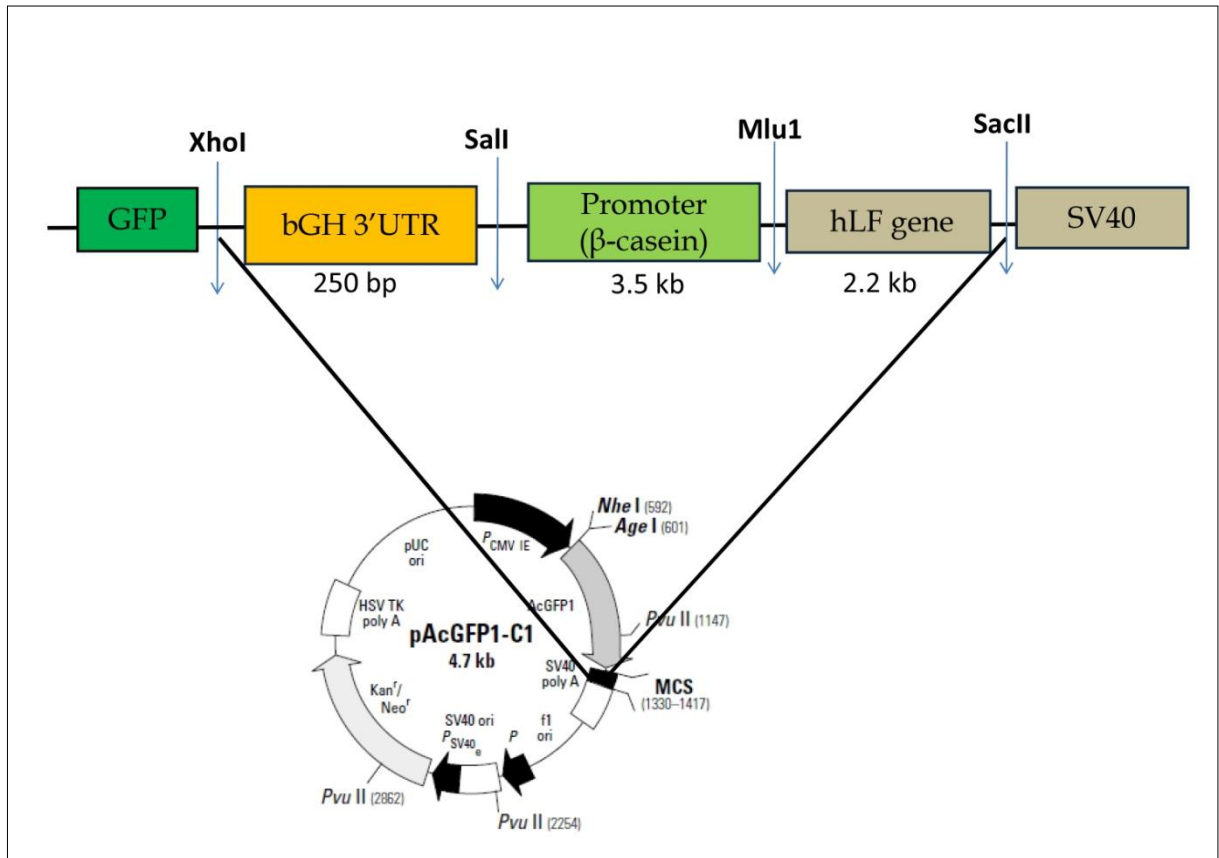 XhoI
SalI
Mlu1
SacII
GFP
bGH 3’UTR
Promoter
(β-casein)
hLF gene
SV40
250 bp
3.5 kb
2.2 kb
Nhe I (592)
Age I (601)
P CMV IE
pUC
ori
HSV TK
poly A
AcGFP1
Pvu II (1147)
pAcGFP1-C1
4.7 kb
SV40
poly A
MCS
(1330–1417)
Kanr/
Neor
SV40 ori
PSV40e
P
f1
ori
Pvu II (2862)
Pvu II (2254)